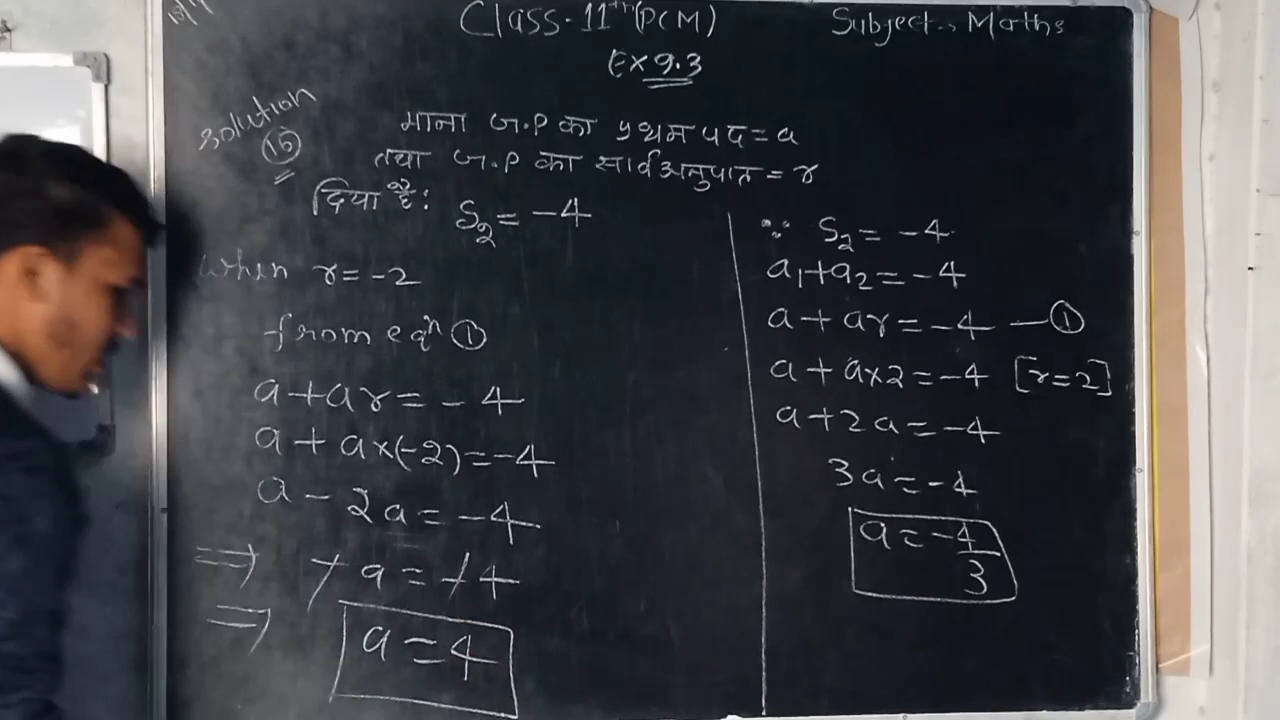 Class-11th (PCM) Subject→ Maths
Ex 9.3
Solution
माना G.P का प्रथम पद = a
15
तथा G.P का सार्वअनुपात = r
दिया है: S₂ = -4
when r = -2
from eqⁿ ①
a + ar = -4
a + a×(-2) = -4
a - 2a = -4
⇒ -a = -4
⇒ a = 4
∵ S₂ = -4
a₁ + a₂ = -4
a + ar = -4 — ①
a + a×2 = -4 [r=2]
a + 2a = -4
3a = -4
a = -4/3